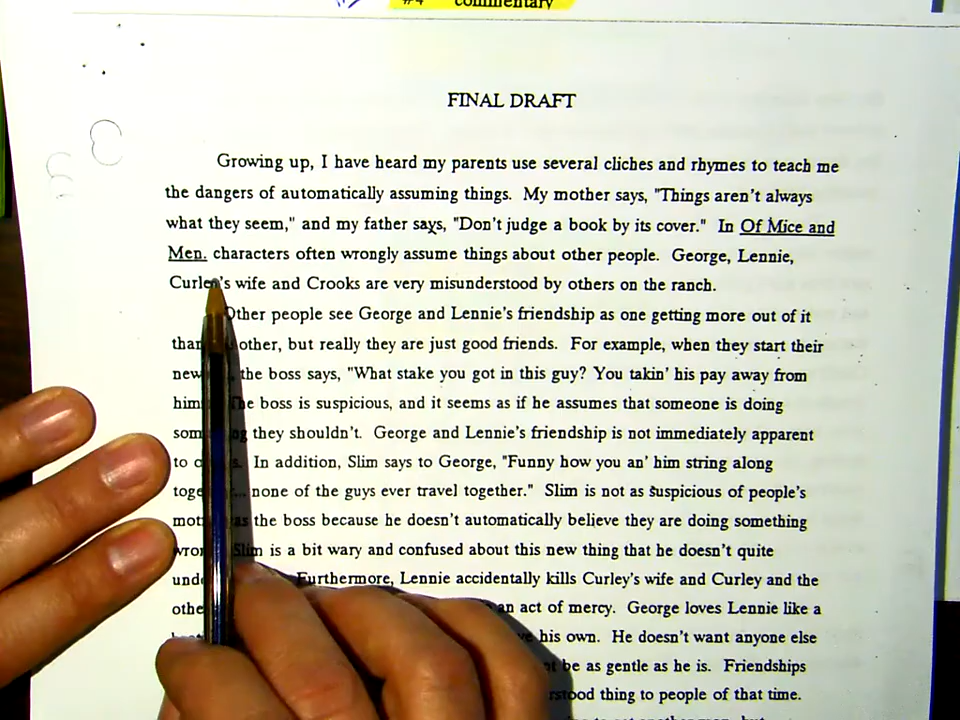 #4 commentary
FINAL DRAFT
Growing up, I have heard my parents use several cliches and rhymes to teach me
the dangers of automatically assuming things. My mother says, "Things aren't always
what they seem," and my father says, "Don't judge a book by its cover." In Of Mice and
Men. characters often wrongly assume things about other people. George, Lennie,
Curley's wife and Crooks are very misunderstood by others on the ranch.
Other people see George and Lennie's friendship as one getting more out of it
than other, but really they are just good friends. For example, when they start their
new the boss says, "What stake you got in this guy? You takin' his pay away from
him The boss is suspicious, and it seems as if he assumes that someone is doing
they shouldn't. George and Lennie's friendship is not immediately apparent
to In addition, Slim says to George, "Funny how you an' him string along
none of the guys ever travel together." Slim is not as suspicious of people's
as the boss because he doesn't automatically believe they are doing something
Slim is a bit wary and confused about this new thing that he doesn't quite
Furthermore, Lennie accidentally kills Curley's wife and Curley and the
an act of mercy. George loves Lennie like a
his own. He doesn't want anyone else
be as gentle as he is. Friendships
thing to people of that time.